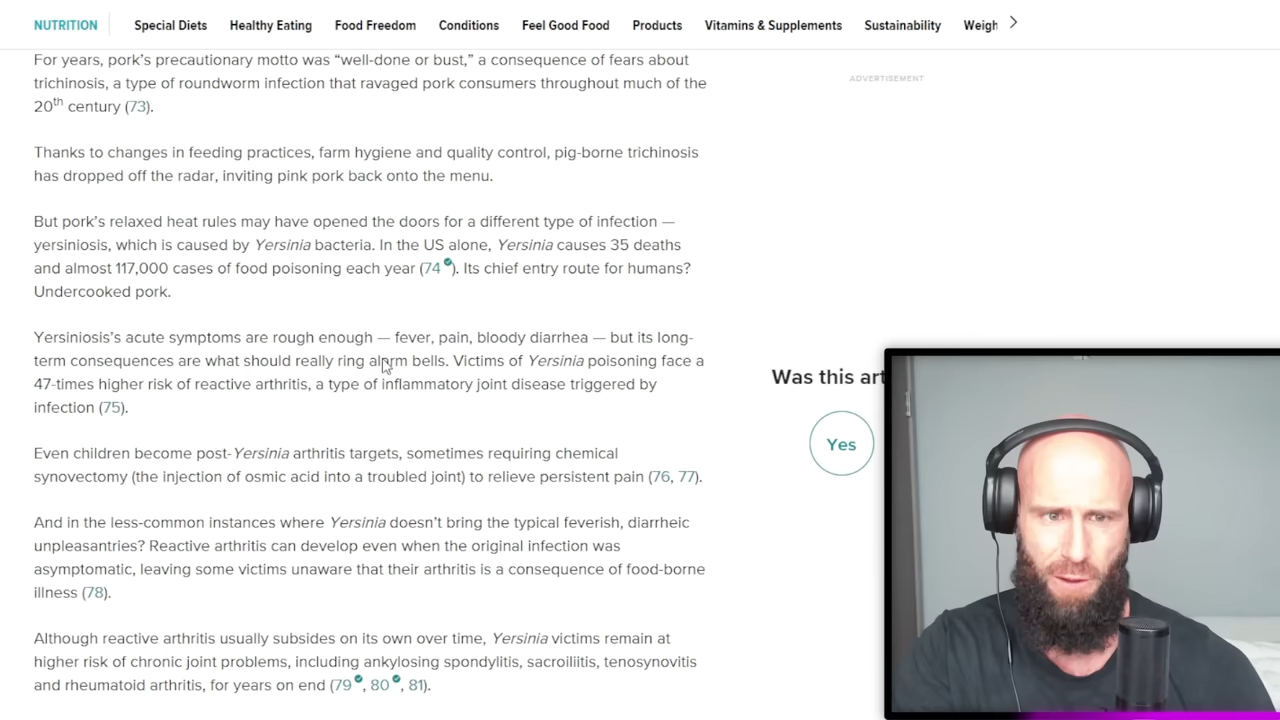 NUTRITION Special Diets Healthy Eating Food Freedom Conditions Feel Good Food Products Vitamins & Supplements Sustainability Weigh
For years, pork’s precautionary motto was “well-done or bust,” a consequence of fears about
trichinosis, a type of roundworm infection that ravaged pork consumers throughout much of the
20th century (73).
Thanks to changes in feeding practices, farm hygiene and quality control, pig-borne trichinosis
has dropped off the radar, inviting pink pork back onto the menu.
But pork’s relaxed heat rules may have opened the doors for a different type of infection —
yersiniosis, which is caused by Yersinia bacteria. In the US alone, Yersinia causes 35 deaths
and almost 117,000 cases of food poisoning each year (74). Its chief entry route for humans?
Undercooked pork.
Yersiniosis’s acute symptoms are rough enough — fever, pain, bloody diarrhea — but its long-
term consequences are what should really ring alarm bells. Victims of Yersinia poisoning face a
47-times higher risk of reactive arthritis, a type of inflammatory joint disease triggered by
infection (75).
Even children become post-Yersinia arthritis targets, sometimes requiring chemical
synovectomy (the injection of osmic acid into a troubled joint) to relieve persistent pain (76, 77).
And in the less-common instances where Yersinia doesn’t bring the typical feverish, diarrheic
unpleasantries? Reactive arthritis can develop even when the original infection was
asymptomatic, leaving some victims unaware that their arthritis is a consequence of food-borne
illness (78).
Although reactive arthritis usually subsides on its own over time, Yersinia victims remain at
higher risk of chronic joint problems, including ankylosing spondylitis, sacroiliitis, tenosynovitis
and rheumatoid arthritis, for years on end (79, 80, 81).
ADVERTISEMENT
Was this art
Yes